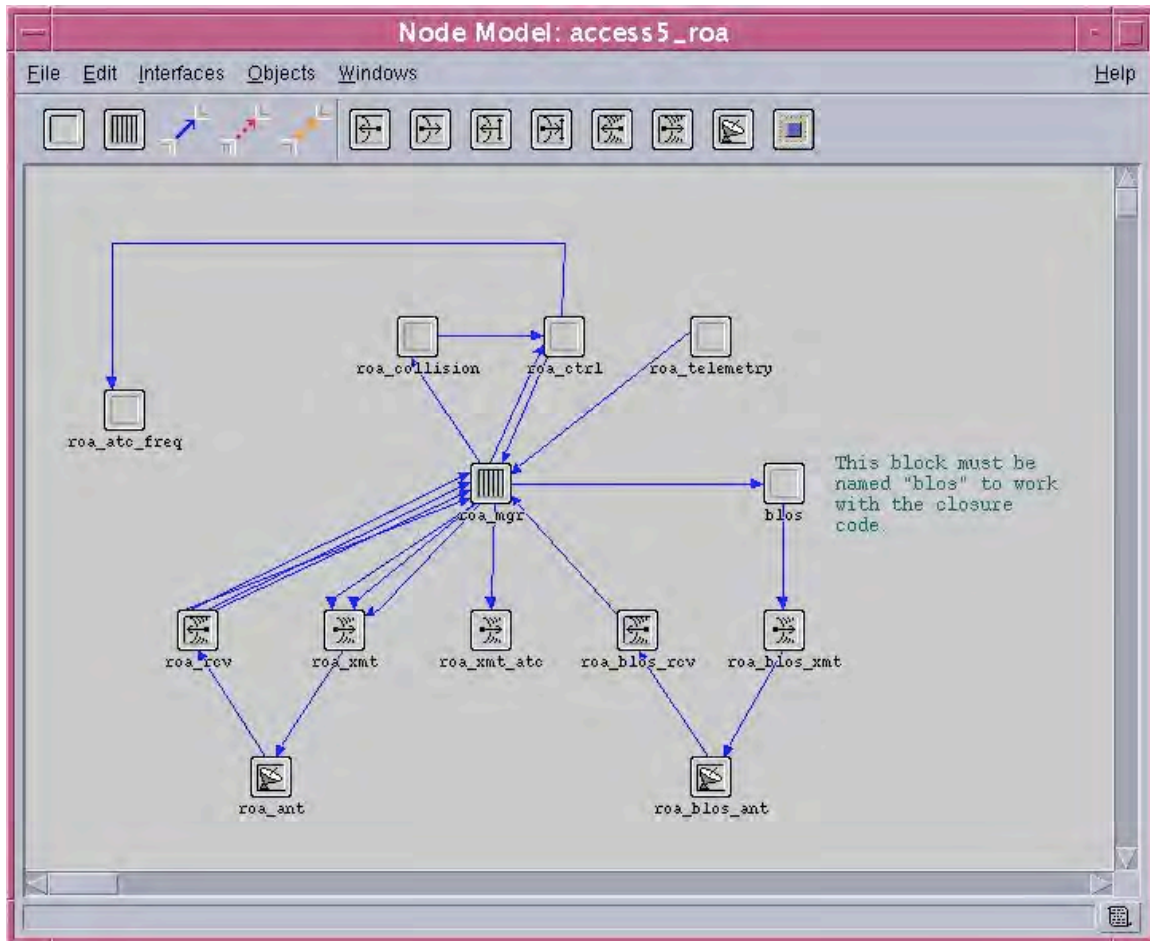 Node Model: access5_roa
File Edit Interfaces Objects Windows Help
roa_collision
roa_ctrl
roa_telemetry
roa_atc_freq
roa_mgr
blos
This block must be
named "blos" to work
with the closure
code.
roa_rcv
roa_xmt
roa_xmt_atc
roa_blos_rcv
roa_blos_xmt
roa_ant
roa_blos_ant